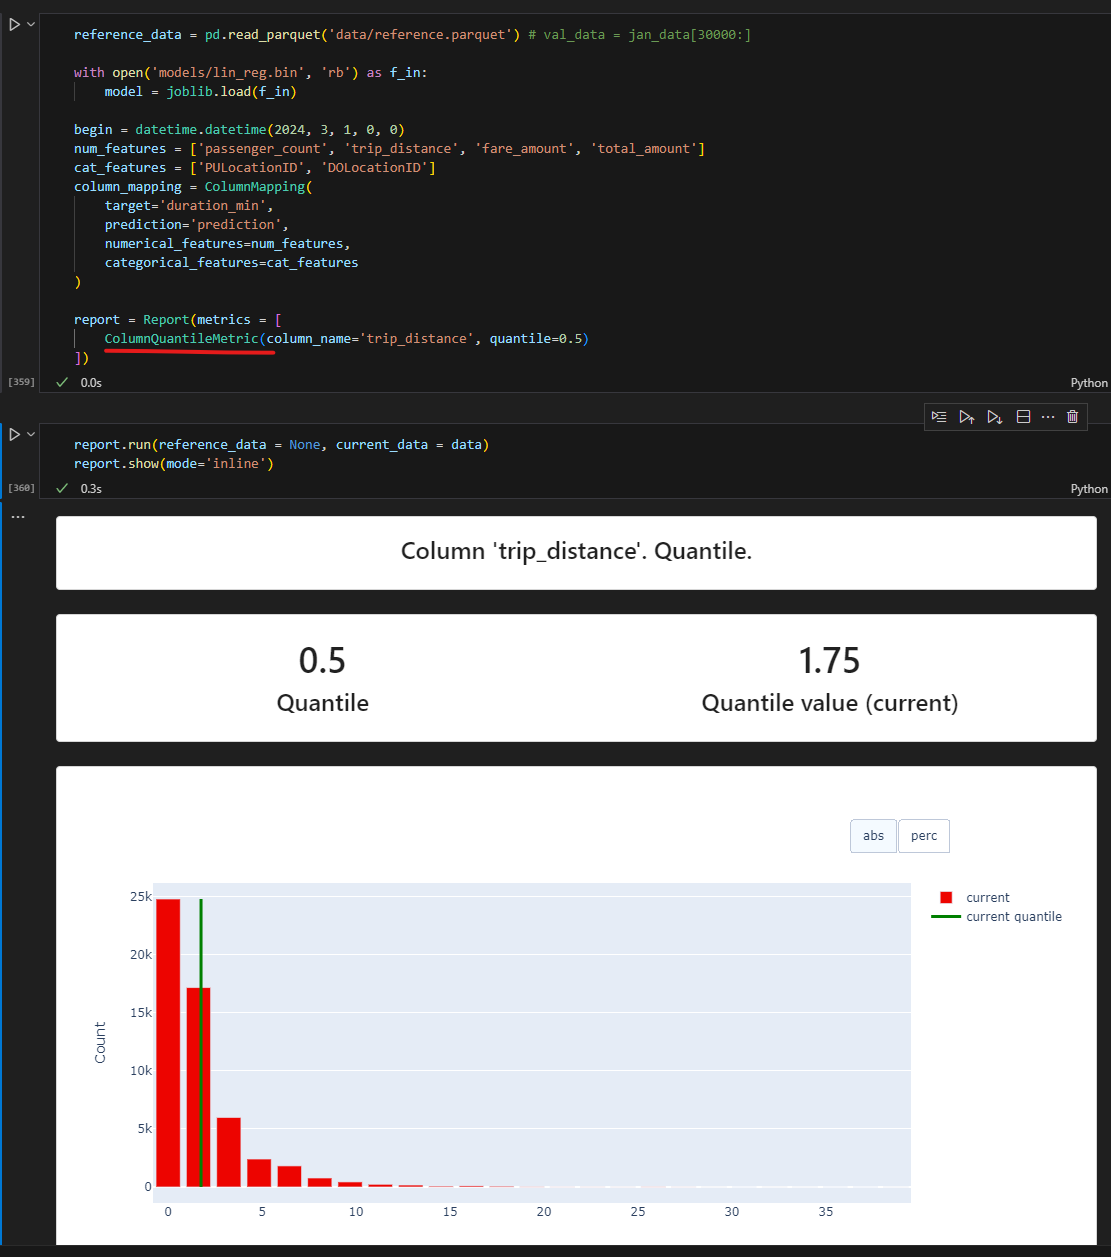 reference_data = pd.read_parquet('data/reference.parquet') # val_data = jan_data[30000:]
with open('models/lin_reg.bin', 'rb') as f_in:
    model = joblib.load(f_in)
begin = datetime.datetime(2024, 3, 1, 0, 0)
num_features = ['passenger_count', 'trip_distance', 'fare_amount', 'total_amount']
cat_features = ['PULocationID', 'DOLocationID']
column_mapping = ColumnMapping(
    target='duration_min',
    prediction='prediction',
    numerical_features=num_features,
    categorical_features=cat_features
)
report = Report(metrics = [
    ColumnQuantileMetric(column_name='trip_distance', quantile=0.5)
])
[359] 0.0s Python
report.run(reference_data = None, current_data = data)
report.show(mode='inline')
[360] 0.3s Python
Column 'trip_distance'. Quantile.
0.5 1.75
Quantile Quantile value (current)
abs perc
25k
20k
15k
10k
5k
0
Count
current
current quantile
0 5 10 15 20 25 30 35